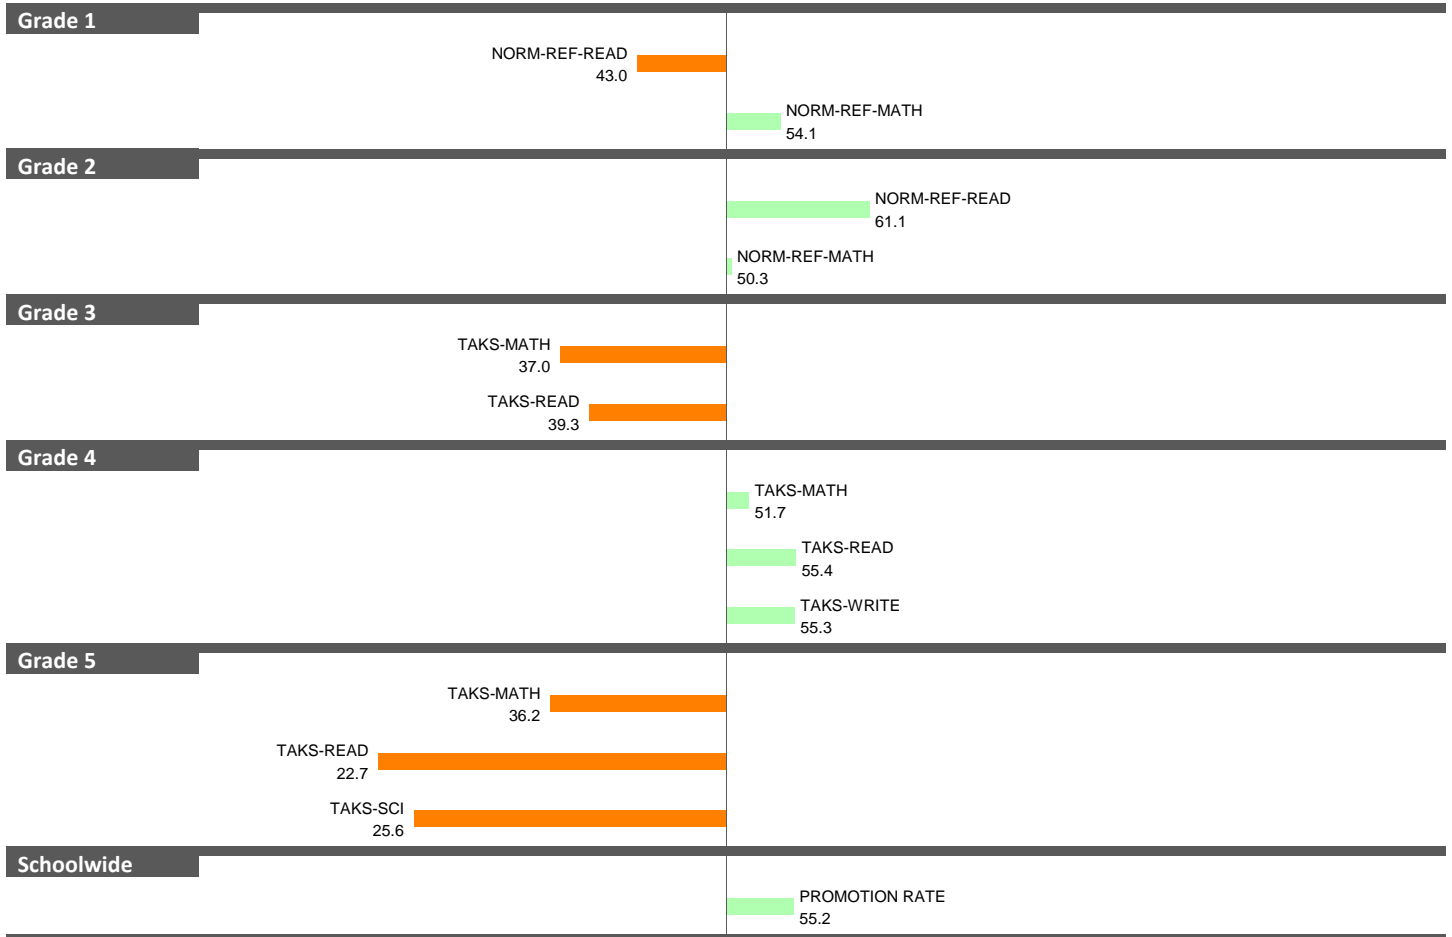 Grade 1
NORM-REF-READ
43.0
NORM-REF-MATH
54.1
Grade 2
NORM-REF-READ
61.1
NORM-REF-MATH
50.3
Grade 3
TAKS-MATH
37.0
TAKS-READ
39.3
Grade 4
TAKS-MATH
51.7
TAKS-READ
55.4
TAKS-WRITE
55.3
Grade 5
TAKS-MATH
36.2
TAKS-READ
22.7
TAKS-SCI
25.6
Schoolwide
PROMOTION RATE
55.2